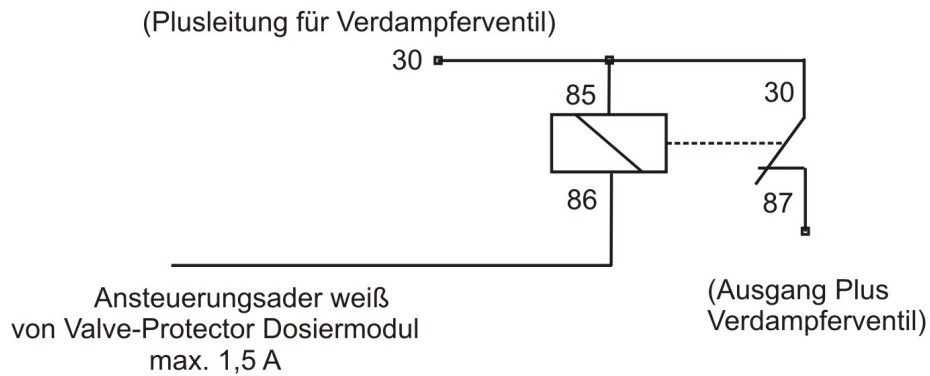 (Plusleitung für Verdampferventil)
30
85
30
86
87
Ansteuerungsader weiß
von Valve-Protector Dosiermodul
max. 1,5 A
(Ausgang Plus
Verdampferventil)